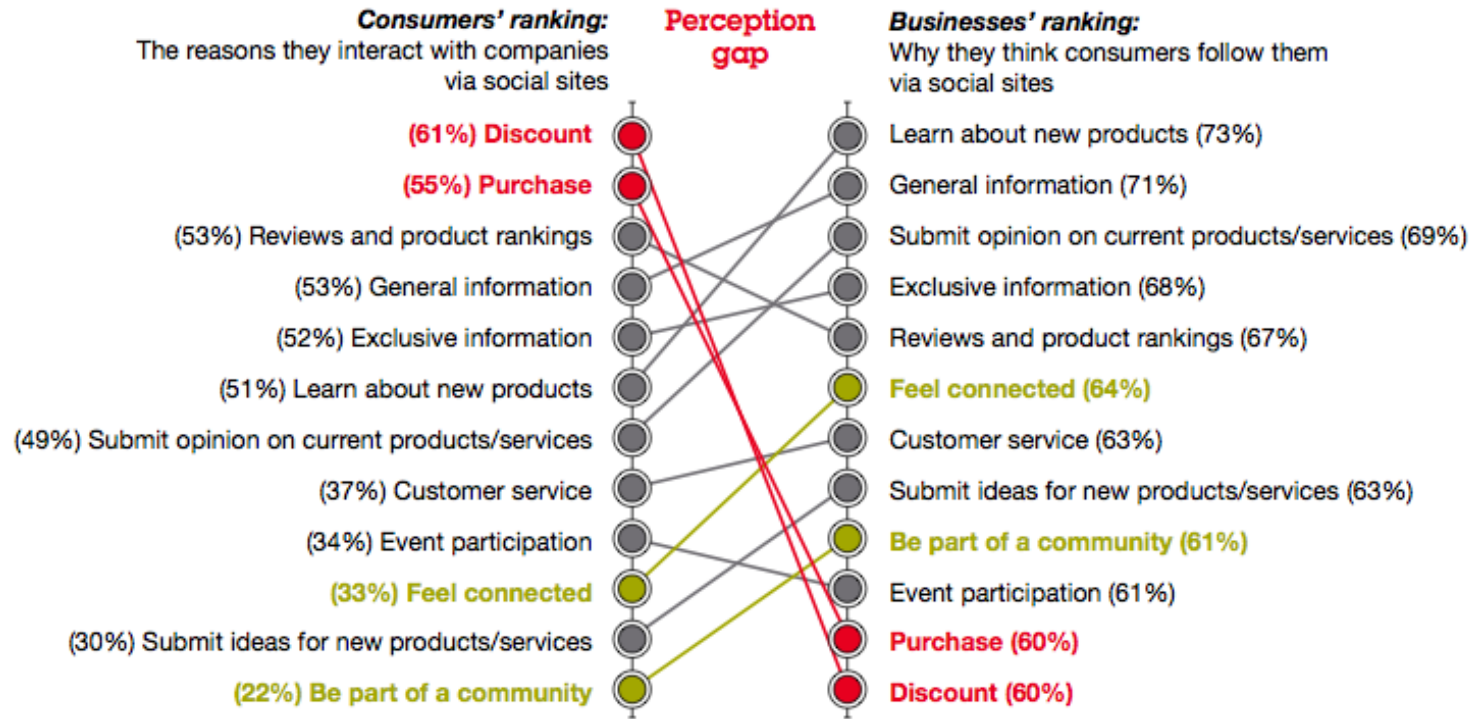 Consumers' ranking:
The reasons they interact with companies
via social sites
Perception
gap
Businesses' ranking:
Why they think consumers follow them
via social sites
(61%) Discount
(55%) Purchase
(53%) Reviews and product rankings
(53%) General information
(52%) Exclusive information
(51%) Learn about new products
(49%) Submit opinion on current products/services
(37%) Customer service
(34%) Event participation
(33%) Feel connected
(30%) Submit ideas for new products/services
(22%) Be part of a community
Learn about new products (73%)
General information (71%)
Submit opinion on current products/services (69%)
Exclusive information (68%)
Reviews and product rankings (67%)
Feel connected (64%)
Customer service (63%)
Submit ideas for new products/services (63%)
Be part of a community (61%)
Event participation (61%)
Purchase (60%)
Discount (60%)